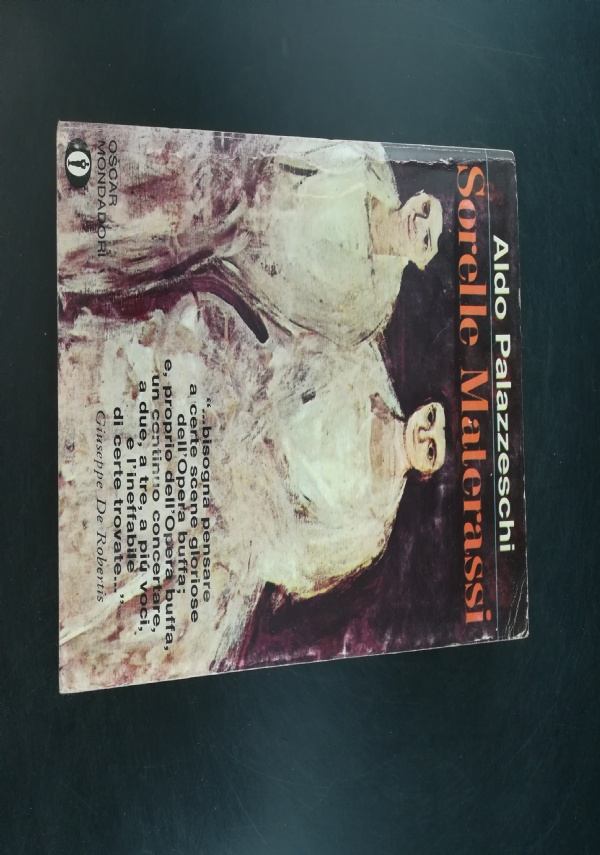 Aldo Palazzeschi
Sorelle Materassi
“...bisogna pensare
a certe scene gloriose
dell'Opera buffa;
e, proprio dell'Opera buffa,
un continuo concertare,
a due, a tre, a più voci,
e l'ineffabile
di certe trovate...”
Giuseppe De Robertis
OSCAR
MONDADORI